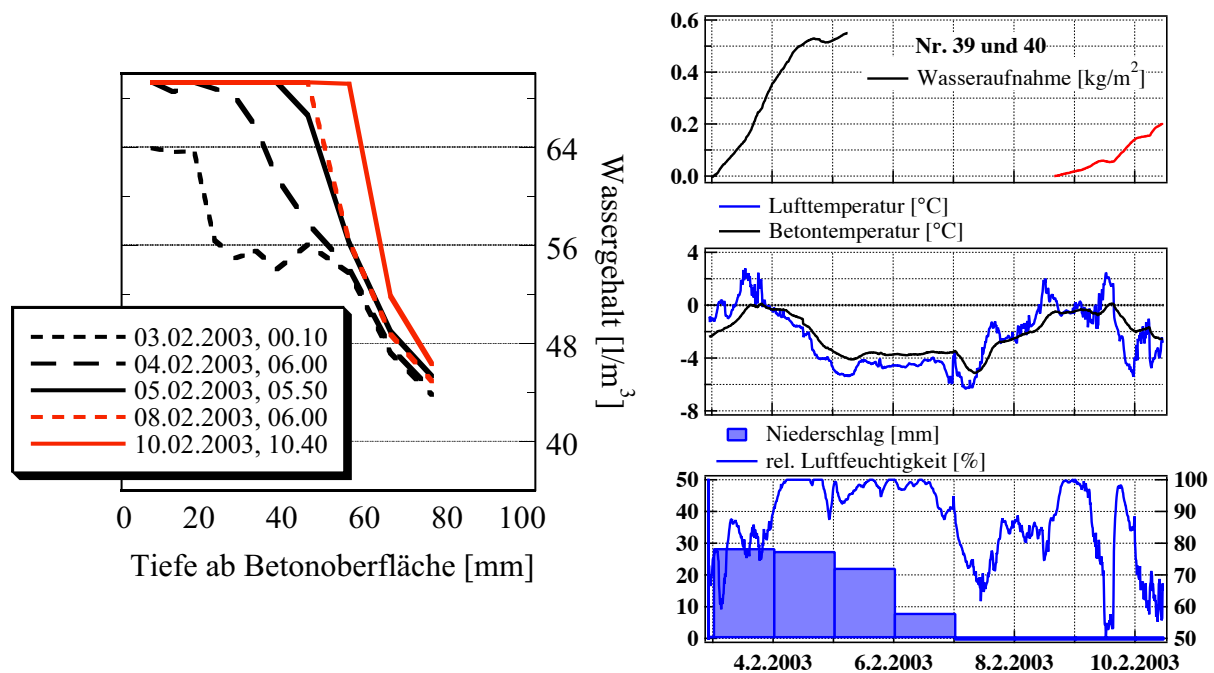 64
56
48
40
Wassergehalt [l/m³]
03.02.2003, 00.10
04.02.2003, 06.00
05.02.2003, 05.50
08.02.2003, 06.00
10.02.2003, 10.40
0 20 40 60 80 100
Tiefe ab Betonoberfläche [mm]
0.6
0.4
0.2
0.0
Nr. 39 und 40
Wasseraufnahme [kg/m²]
Lufttemperatur [°C]
Betontemperatur [°C]
4
0
-4
-8
Niederschlag [mm]
rel. Luftfeuchtigkeit [%]
50
40
30
20
10
0
100
90
80
70
60
50
4.2.2003 6.2.2003 8.2.2003 10.2.2003